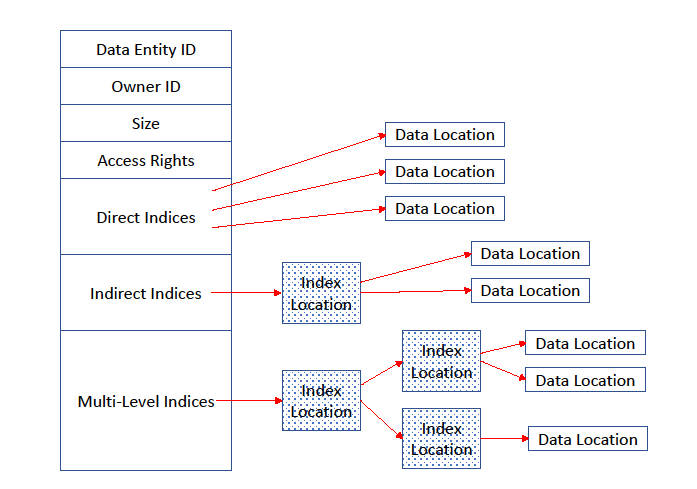 Data Entity ID
Owner ID
Size
Access Rights
Direct Indices
Data Location
Data Location
Data Location
Indirect Indices
Index
Location
Data Location
Data Location
Multi-Level Indices
Index
Location
Index
Location
Data Location
Data Location
Index
Location
Data Location